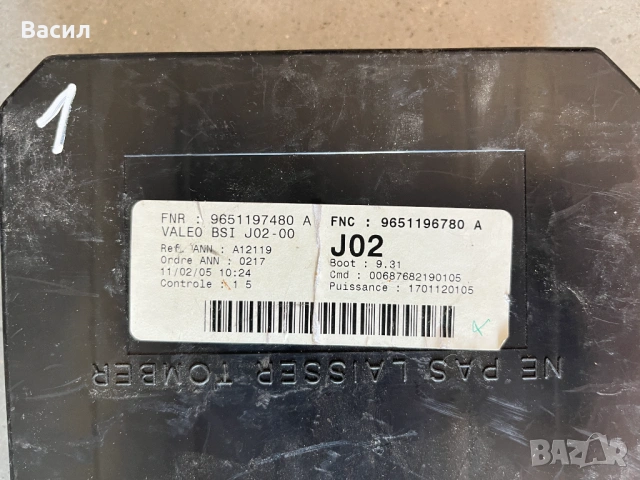 Васил
1
FNR : 9651197480 A
VALEO BSI J02-00
Ref. ANN : A12119
Ordre ANN : 0217
11/02/05 10:24
Controle : 1 5
FNC : 9651196780 A
J02
Boot : 9.31
Cmd : 00687682190105
Puissance : 1701120105
NE PAS LAISSER TOMBER
BAZAR